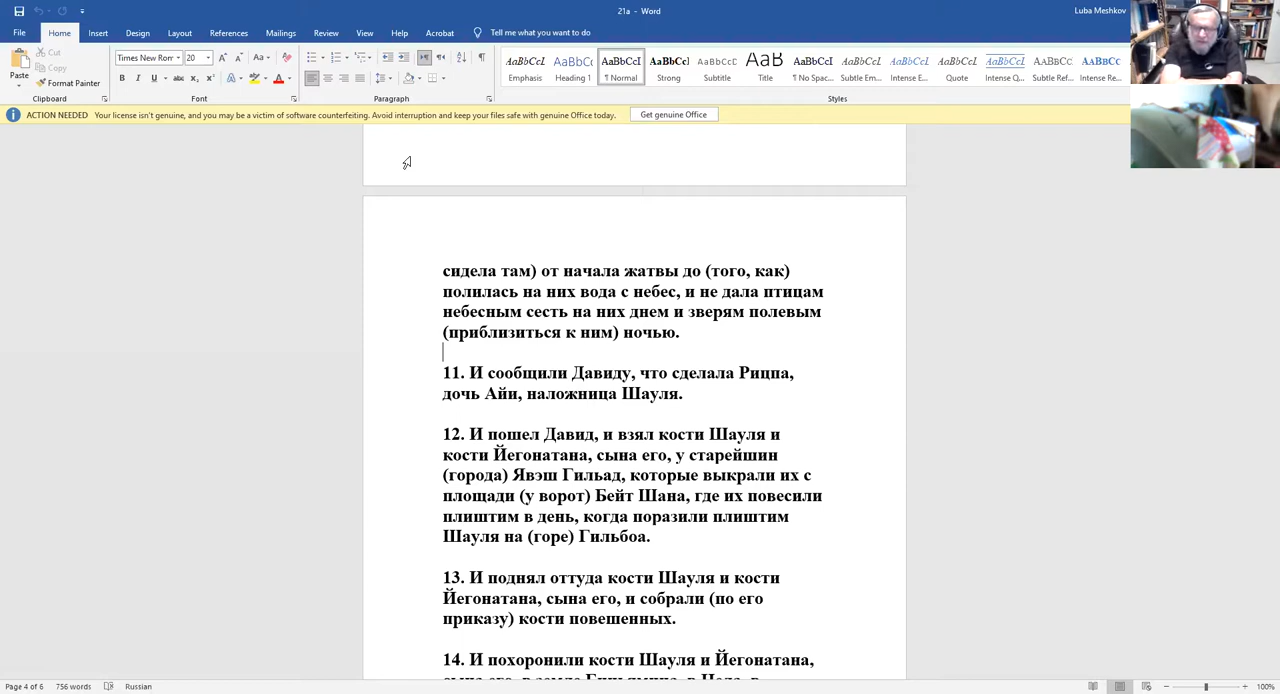 21a - Word
Luba Meshkov
File Home Insert Design Layout References Mailings Review View Help Acrobat Tell me what you want to do
Paste Cut Copy Format Painter
Times New Rom 20 Aa
B I U abc x₂ x² A A
AaBbCcI AaBbCc AaBbCcI AaBbCc AaBbCcD AaB AaBbCcI AaBbCcI AaBbCcI AaBbCcI AaBbCcI AaBbCc AaBbCc
Emphasis Heading 1 ¶ Normal Strong Subtitle Title ¶ No Spac... Subtle Em... Intense E... Quote Intense Q... Subtle Ref... Intense Re...
Clipboard Font Paragraph Styles
ACTION NEEDED Your license isn't genuine, and you may be a victim of software counterfeiting. Avoid interruption and keep your files safe with genuine Office today. Get genuine Office
сидела там) от начала жатвы до (того, как)
полилась на них вода с небес, и не дала птицам
небесным сесть на них днем и зверям полевым
(приблизиться к ним) ночью.
11. И сообщили Давиду, что сделала Рицпа,
дочь Айи, наложница Шауля.
12. И пошел Давид, и взял кости Шауля и
кости Йегонатана, сына его, у старейшин
(города) Явэш Гильад, которые выкрали их с
площади (у ворот) Бейт Шана, где их повесили
плиштим в день, когда поразили плиштим
Шауля на (горе) Гильбоа.
13. И поднял оттуда кости Шауля и кости
Йегонатана, сына его, и собрали (по его
приказу) кости повешенных.
14. И похоронили кости Шауля и Йегонатана,
Page 4 of 6 756 words Russian 100%